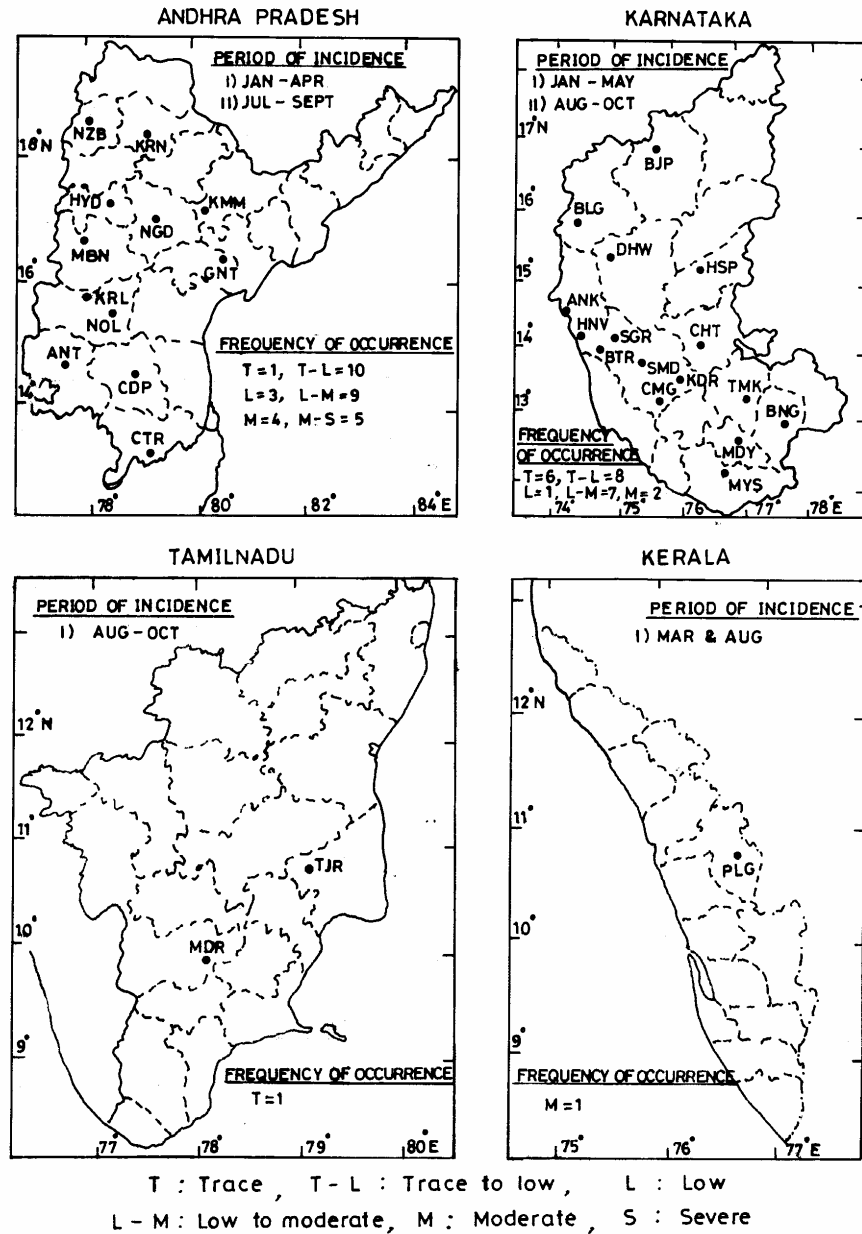 ANDHRA PRADESH
PERIOD OF INCIDENCE
I) JAN-APR
II) JUL-SEPT
NZB
KRN
18°N
HYD
KMM
NGD
MBN
GNT
16°
KRL
NOL
ANT
CDP
14°
CTR
FREQUENCY OF OCCURRENCE
T=1, T-L=10
L=3, L-M=9
M=4, M-S=5
78°
80°
82°
84°E
KARNATAKA
PERIOD OF INCIDENCE
I) JAN-MAY
II) AUG-OCT
17°N
BJP
16°
BLG
DHW
15°
HSP
ANK
HNV
SGR
CHT
14°
BTR
SMD
KDR
CMG
TMK
13°
BNG
MDY
MYS
FREQUENCY
OF OCCURRENCE
T=6, T-L=8
L=1, L-M=7, M=2
74°
75°
76°
77°
78°E
TAMILNADU
PERIOD OF INCIDENCE
I) AUG-OCT
12°N
11°
TJR
10°
MDR
9°
FREQUENCY OF OCCURRENCE
T=1
77°
78°
79°
80°E
KERALA
PERIOD OF INCIDENCE
I) MAR & AUG
12°N
11°
PLG
10°
9°
FREQUENCY OF OCCURRENCE
M=1
75°
76°
77°E
T : Trace, T-L : Trace to low, L : Low
L-M : Low to moderate, M : Moderate, S : Severe